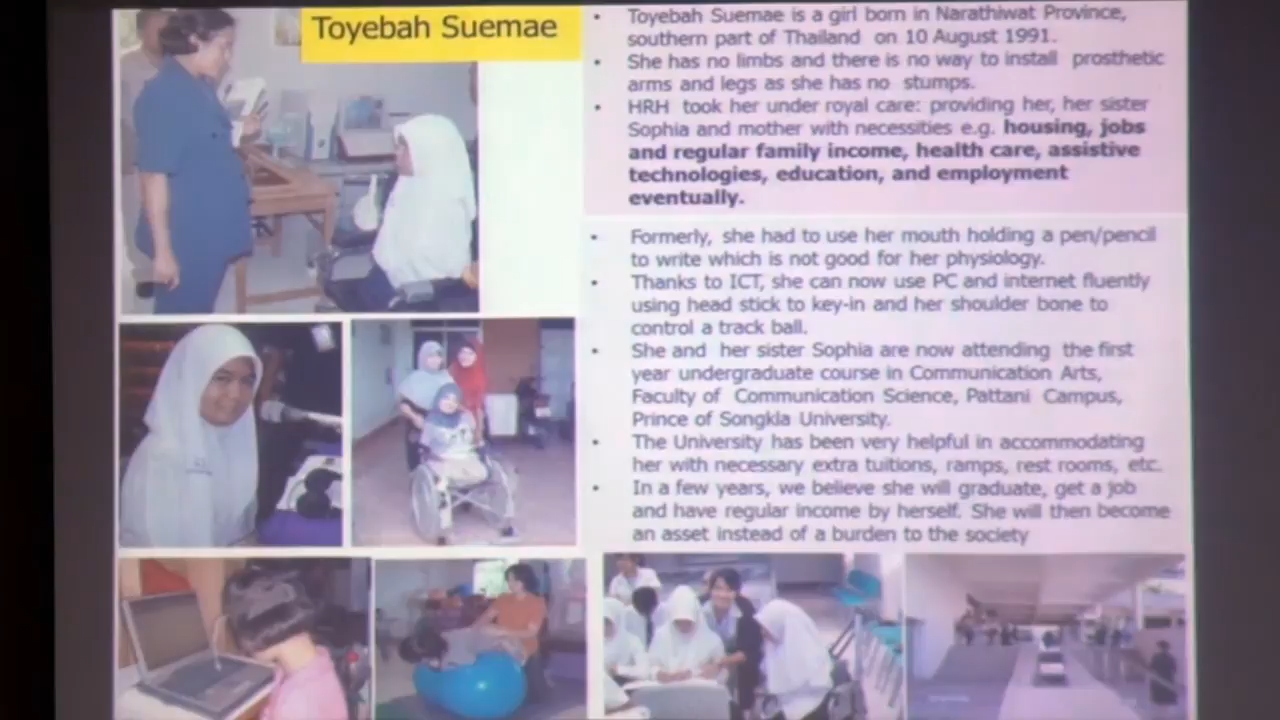 Toyebah Suemae
• Toyebah Suemae is a girl born in Narathiwat Province,
southern part of Thailand on 10 August 1991.
• She has no limbs and there is no way to install prosthetic
arms and legs as she has no stumps.
• HRH took her under royal care: providing her, her sister
Sophia and mother with necessities e.g. housing, jobs
and regular family income, health care, assistive
technologies, education, and employment
eventually.
• Formerly, she had to use her mouth holding a pen/pencil
to write which is not good for her physiology.
• Thanks to ICT, she can now use PC and internet fluently
using head stick to key-in and her shoulder bone to
control a track ball.
• She and her sister Sophia are now attending the first
year undergraduate course in Communication Arts,
Faculty of Communication Science, Pattani Campus,
Prince of Songkla University.
• The University has been very helpful in accommodating
her with necessary extra tuitions, ramps, rest rooms, etc.
• In a few years, we believe she will graduate, get a job
and have regular income by herself. She will then become
an asset instead of a burden to the society